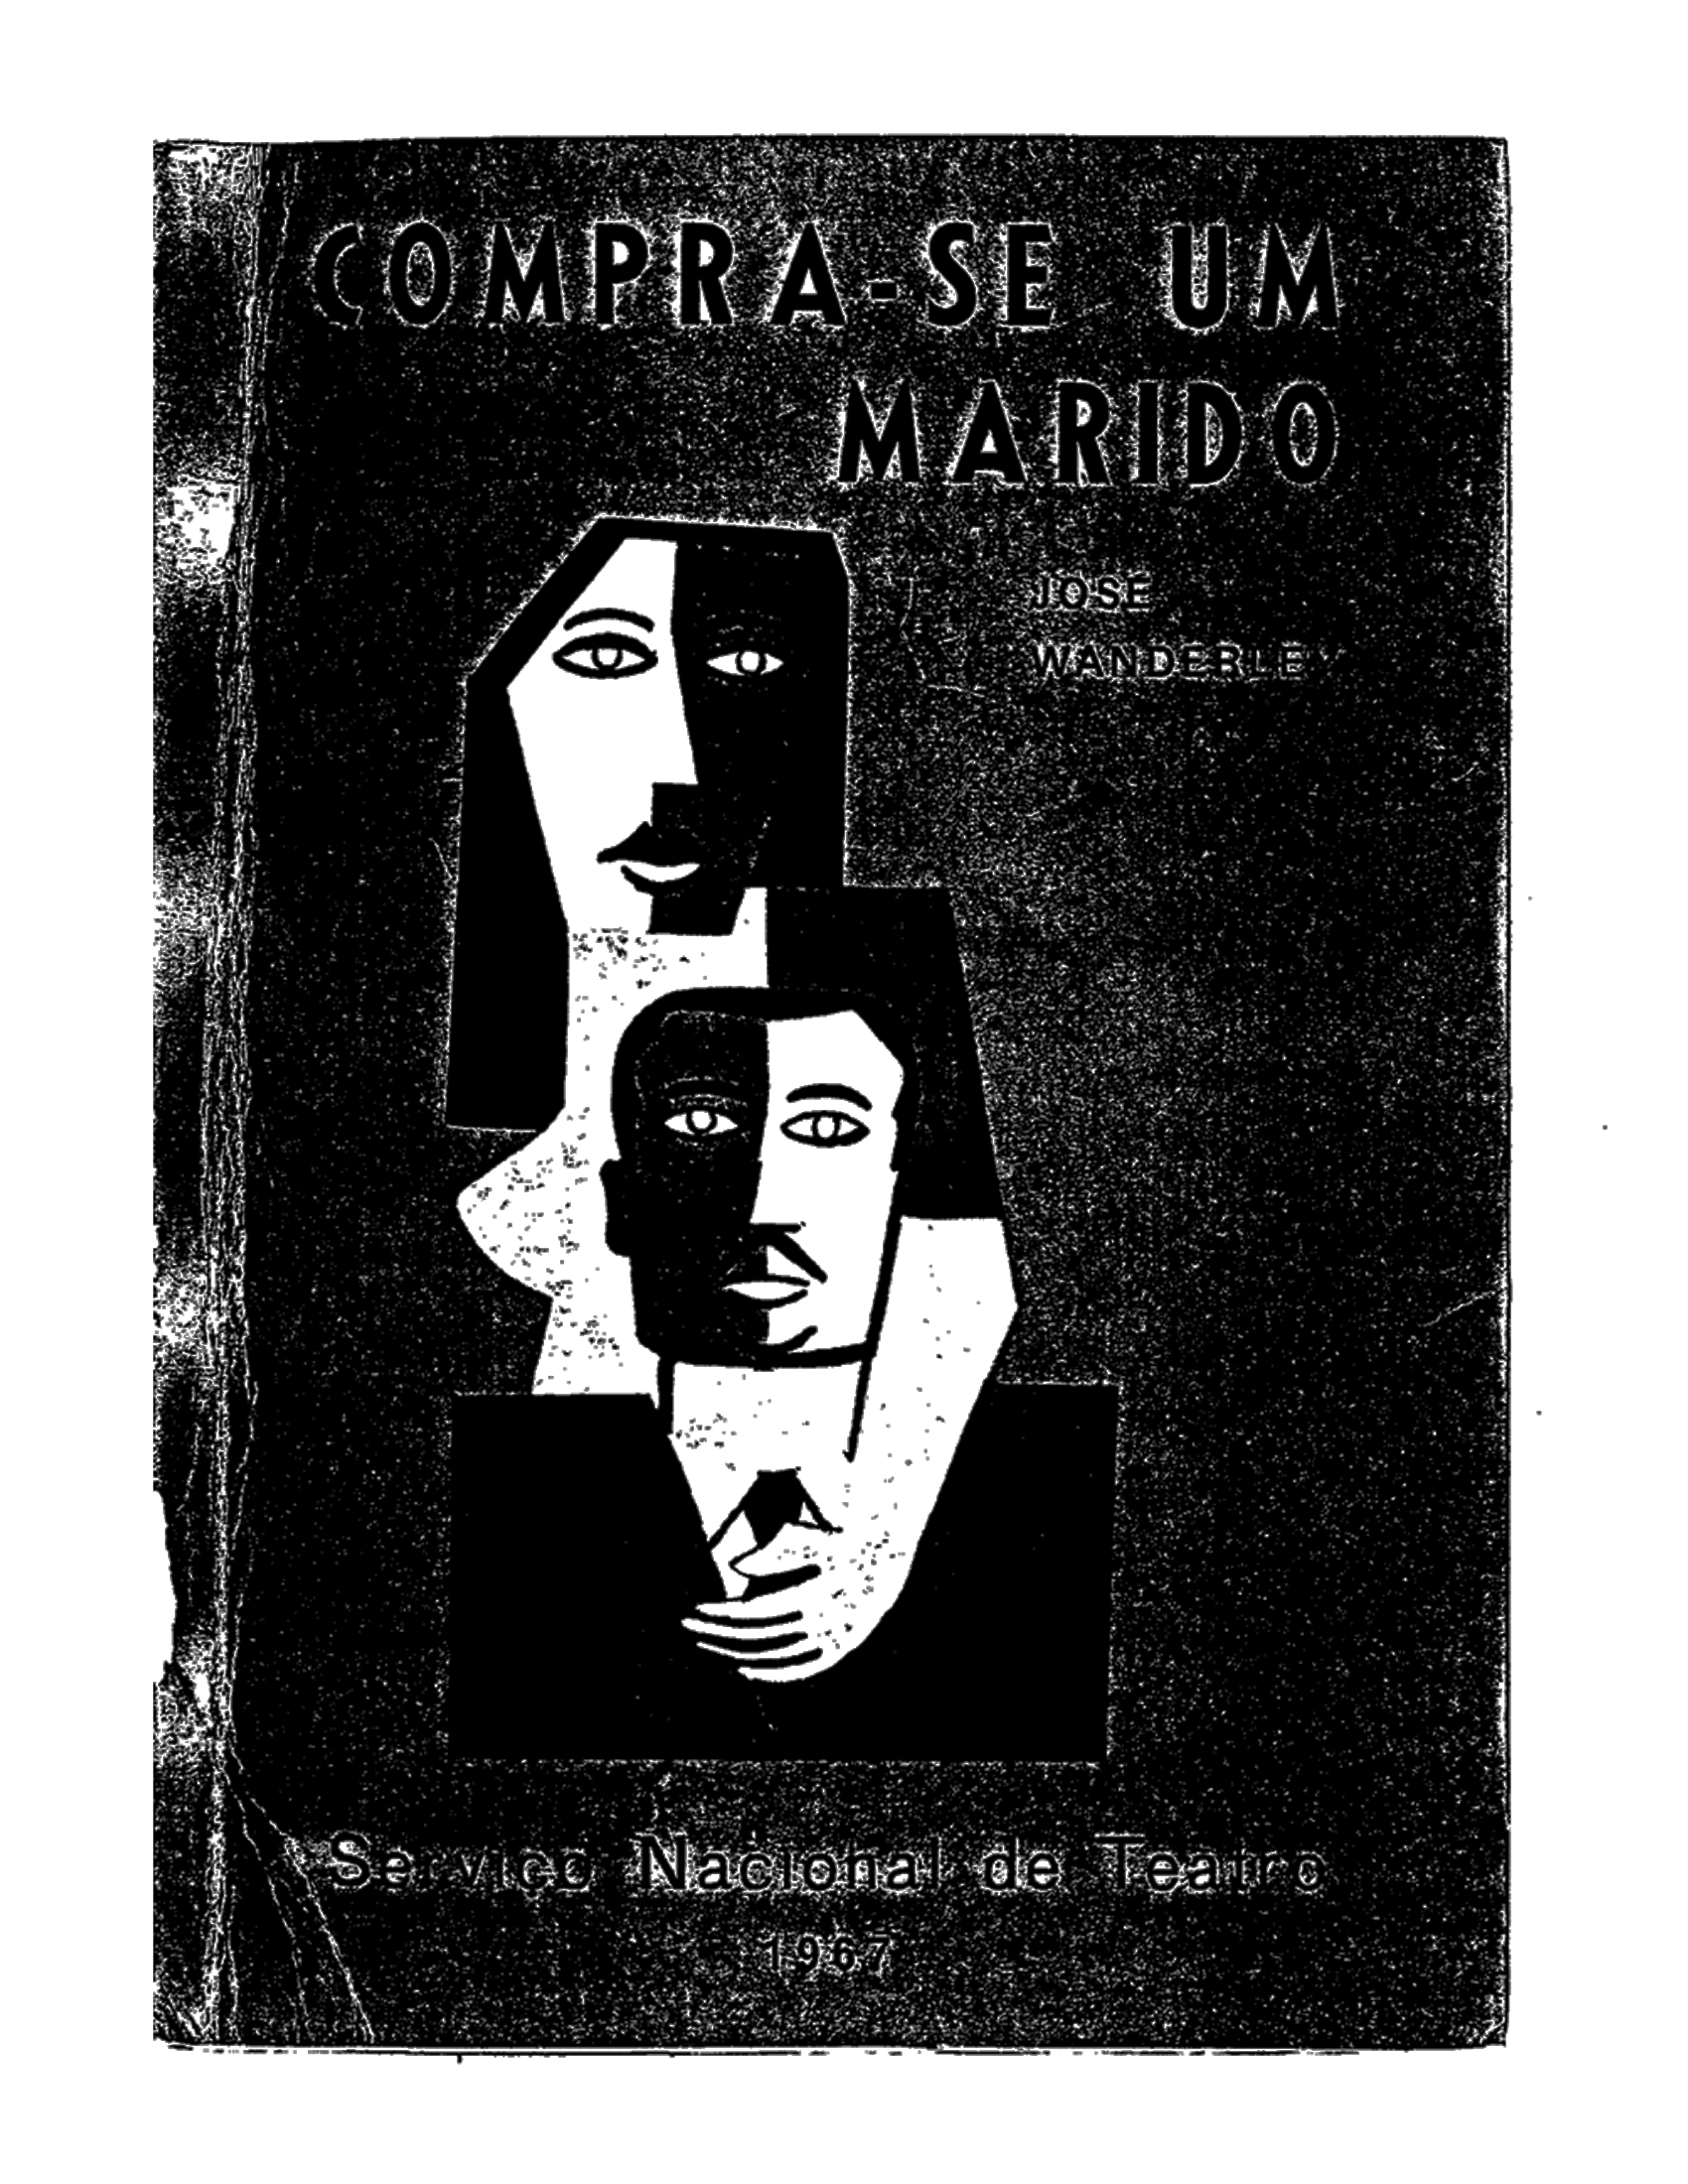 COMPRA-SE UM
MARIDO
JOSÉ
WANDERLEY
Serviço Nacional de Teatro
1967